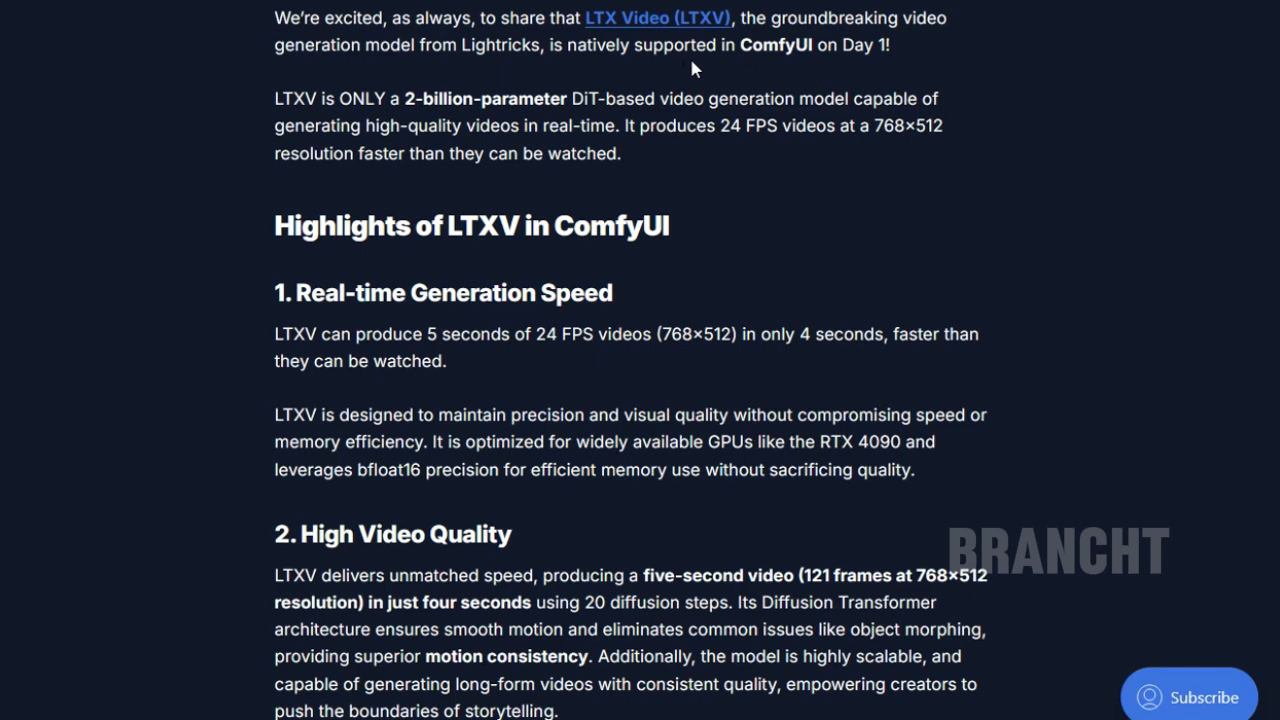 We’re excited, as always, to share that LTX Video (LTXV), the groundbreaking video
generation model from Lightricks, is natively supported in ComfyUI on Day 1!
LTXV is ONLY a 2-billion-parameter DiT-based video generation model capable of
generating high-quality videos in real-time. It produces 24 FPS videos at a 768×512
resolution faster than they can be watched.
Highlights of LTXV in ComfyUI
1. Real-time Generation Speed
LTXV can produce 5 seconds of 24 FPS videos (768×512) in only 4 seconds, faster than
they can be watched.
LTXV is designed to maintain precision and visual quality without compromising speed or
memory efficiency. It is optimized for widely available GPUs like the RTX 4090 and
leverages bfloat16 precision for efficient memory use without sacrificing quality.
2. High Video Quality
BRANCHT
LTXV delivers unmatched speed, producing a five-second video (121 frames at 768×512
resolution) in just four seconds using 20 diffusion steps. Its Diffusion Transformer
architecture ensures smooth motion and eliminates common issues like object morphing,
providing superior motion consistency. Additionally, the model is highly scalable, and
capable of generating long-form videos with consistent quality, empowering creators to
push the boundaries of storytelling.
Subscribe